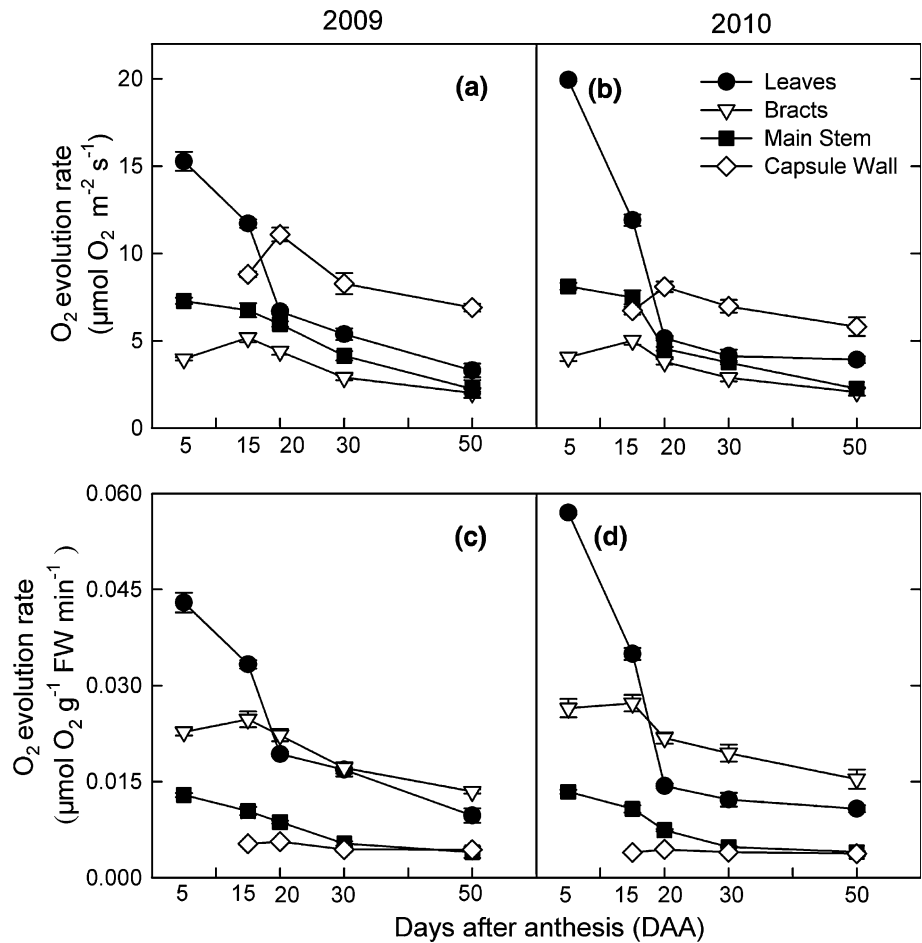 2009
2010
O₂ evolution rate
(μmol O₂ m⁻² s⁻¹)
20
15
10
5
0
(a)
(b)
Leaves
Bracts
Main Stem
Capsule Wall
5 15 20 30 50
5 15 20 30 50
O₂ evolution rate
(μmol O₂ g⁻¹ FW min⁻¹)
0.060
0.045
0.030
0.015
0.000
(c)
(d)
5 15 20 30 50
5 15 20 30 50
Days after anthesis (DAA)